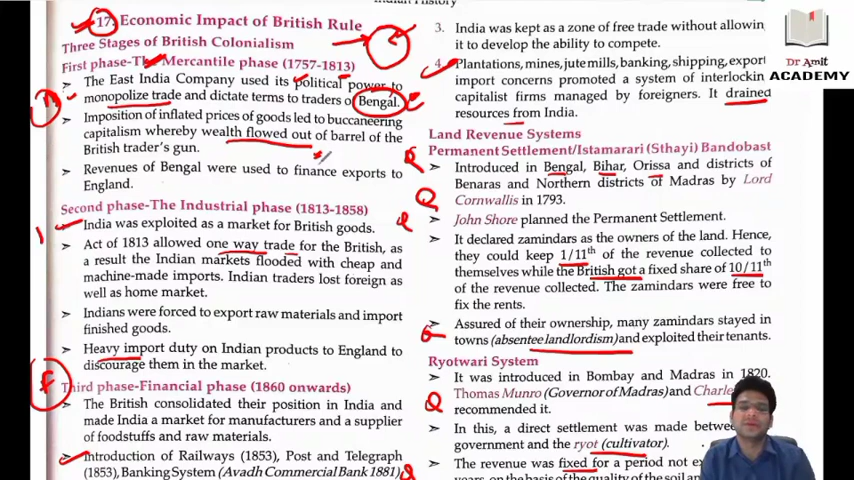 Indian History
17. Economic Impact of British Rule
Three Stages of British Colonialism
First phase-The Mercantile phase (1757-1813)
➢ The East India Company used its political power to
monopolize trade and dictate terms to traders of Bengal.
➢ Imposition of inflated prices of goods led to buccaneering
capitalism whereby wealth flowed out of barrel of the
British trader's gun.
➢ Revenues of Bengal were used to finance exports to
England.
Second phase-The Industrial phase (1813-1858)
India was exploited as a market for British goods.
➢ Act of 1813 allowed one way trade for the British, as
a result the Indian markets flooded with cheap and
machine-made imports. Indian traders lost foreign as
well as home market.
➢ Indians were forced to export raw materials and import
finished goods.
➢ Heavy import duty on Indian products to England to
discourage them in the market.
Third phase-Financial phase (1860 onwards)
➢ The British consolidated their position in India and
made India a market for manufacturers and a supplier
of foodstuffs and raw materials.
Introduction of Railways (1853), Post and Telegraph
(1853), Banking System (Avadh Commercial Bank 1881)
3. India was kept as a zone of free trade without allowin
it to develop the ability to compete.
4. Plantations, mines, jute mills, banking, shipping, export
import concerns promoted a system of interlockin
capitalist firms managed by foreigners. It drained
resources from India.
Land Revenue Systems
Permanent Settlement/Istamarari (Sthayi) Bandobast
➢ Introduced in Bengal, Bihar, Orissa and districts of
Benaras and Northern districts of Madras by Lord
Cornwallis in 1793.
➢ John Shore planned the Permanent Settlement.
➢ It declared zamindars as the owners of the land. Hence,
they could keep 1/11th of the revenue collected to
themselves while the British got a fixed share of 10/11th
of the revenue collected. The zamindars were free to
fix the rents.
➢ Assured of their ownership, many zamindars stayed in
towns (absentee landlordism) and exploited their tenants.
Ryotwari System
➢ It was introduced in Bombay and Madras in 1820.
Thomas Munro (Governor of Madras) and Charle
recommended it.
➢ In this, a direct settlement was made betwe
government and the ryot (cultivator).
➢ The revenue was fixed for a period not ex
years, on the basis of the quality of the soil an
Dr Amit
ACADEMY